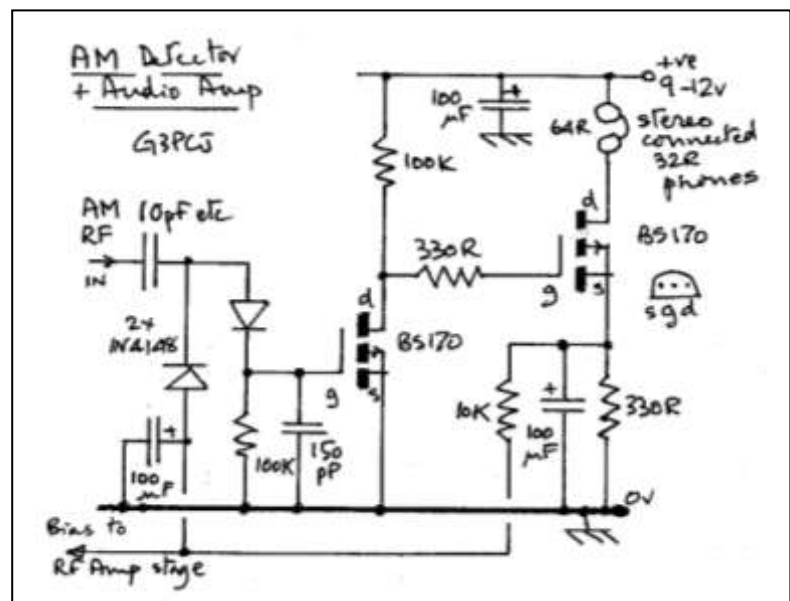 AM Detector
+ Audio Amp
G3PCJ
+ve
9-12v
100
μF
+
64R
stereo
connected
32R
phones
100K
AM
RF
IN
10pF etc
330R
d
BS170
g
s
s g d
2x
1N4148
d
BS170
g
s
+
100
μF
100K
150
pF
10K
+
100
μF
330R
0v
Bias to
RF Amp stage